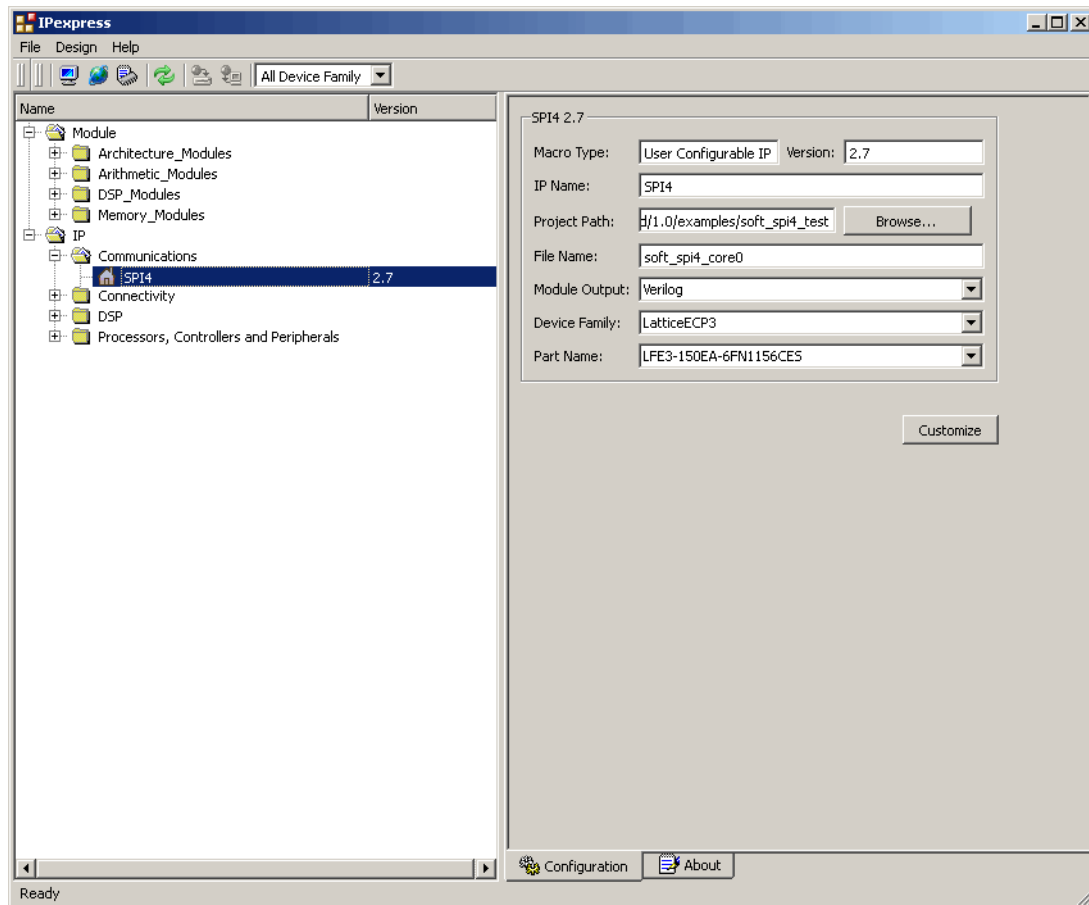 IPexpress
File Design Help
All Device Family
Name Version
Module
Architecture_Modules
Arithmetic_Modules
DSP_Modules
Memory_Modules
IP
Communications
SPI4 2.7
Connectivity
DSP
Processors, Controllers and Peripherals
SPI4 2.7
Macro Type: User Configurable IP Version: 2.7
IP Name: SPI4
Project Path: d/1.0/examples/soft_spi4_test Browse...
File Name: soft_spi4_core0
Module Output: Verilog
Device Family: LatticeECP3
Part Name: LFE3-150EA-6FN1156CES
Customize
Configuration About
Ready